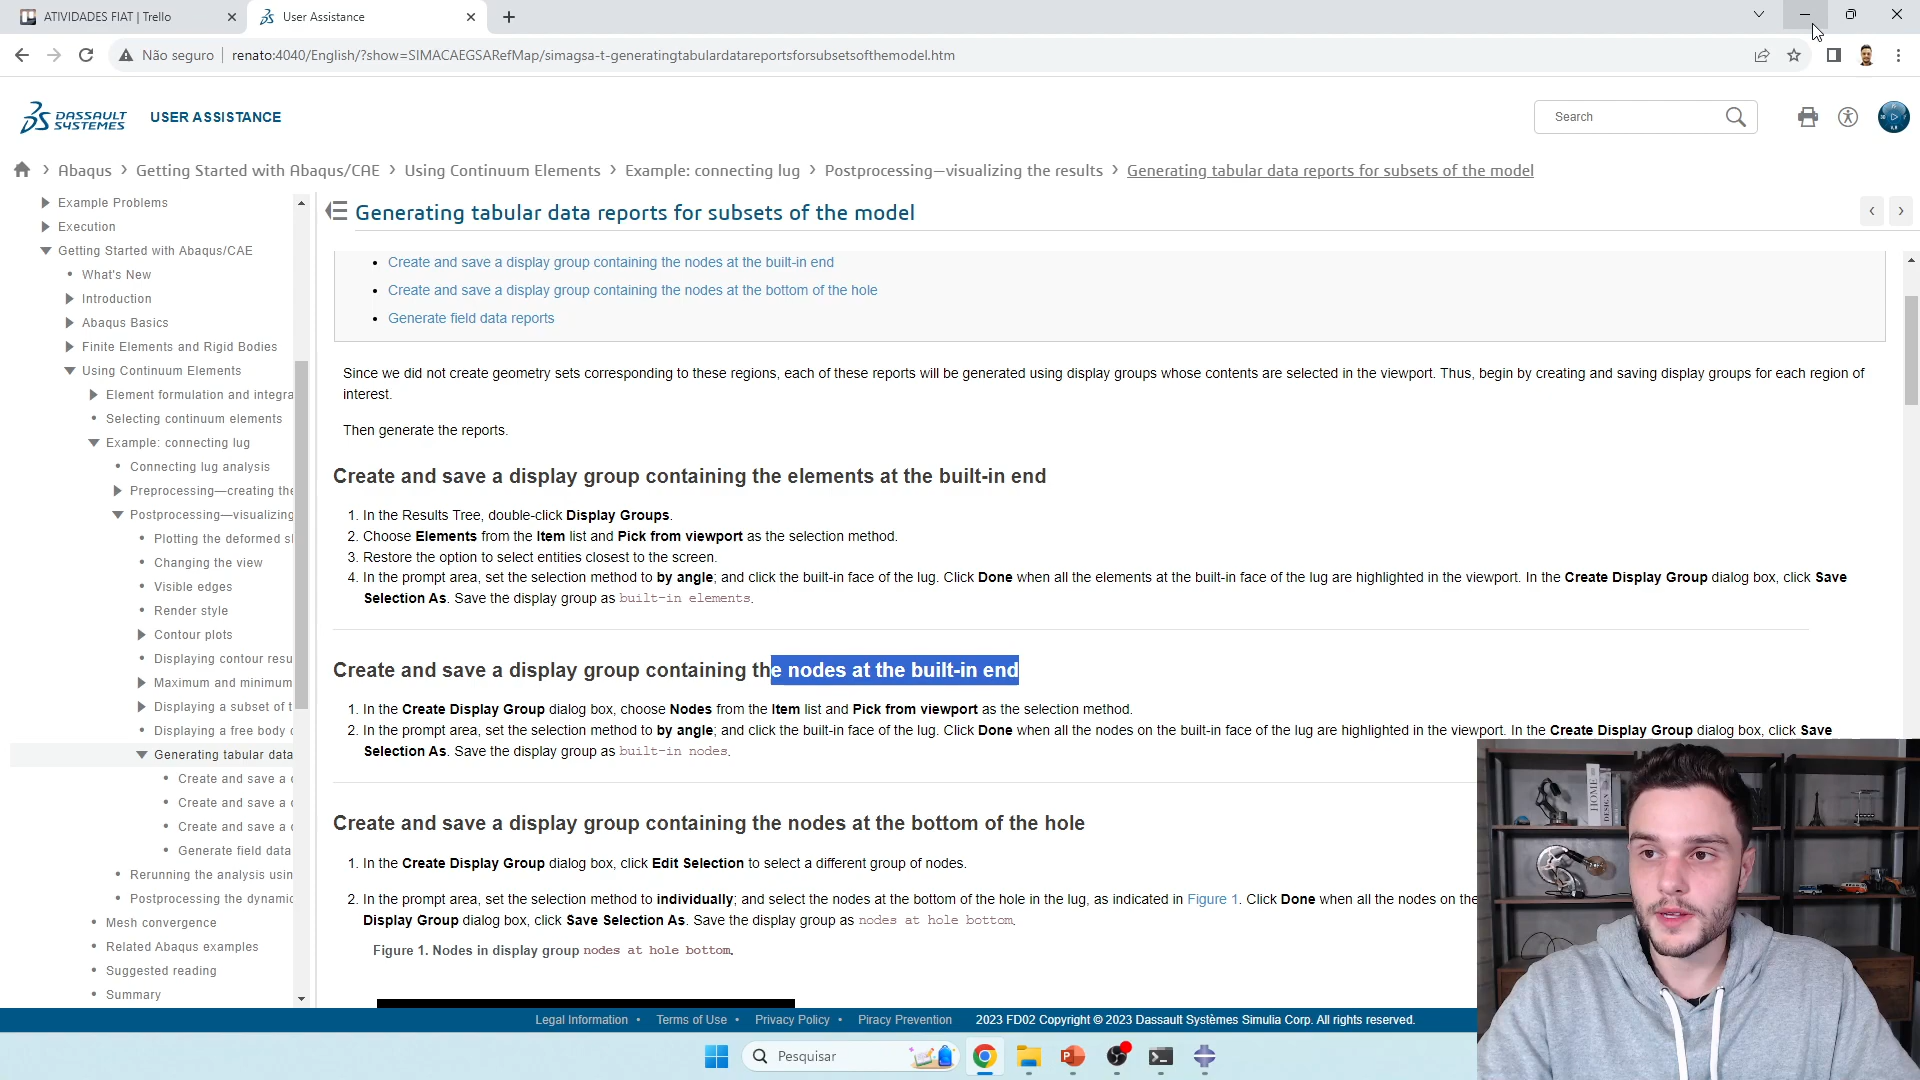 ATIVIDADES FIAT | Trello
User Assistance
Não seguro
renato:4040/English/?show=SIMACAEGSARefMap/simagsa-t-generatingtabulardatareportsforsubsetsofthemodel.htm
DASSAULT SYSTEMES
USER ASSISTANCE
Search
Abaqus > Getting Started with Abaqus/CAE > Using Continuum Elements > Example: connecting lug > Postprocessing—visualizing the results > Generating tabular data reports for subsets of the model
Example Problems
Execution
Getting Started with Abaqus/CAE
What's New
Introduction
Abaqus Basics
Finite Elements and Rigid Bodies
Using Continuum Elements
Element formulation and integra
Selecting continuum elements
Example: connecting lug
Connecting lug analysis
Preprocessing—creating the
Postprocessing—visualizing
Plotting the deformed s
Changing the view
Visible edges
Render style
Contour plots
Displaying contour resu
Maximum and minimum
Displaying a subset of t
Displaying a free body
Generating tabular data
Create and save a
Create and save a
Create and save a
Generate field data
Rerunning the analysis usin
Postprocessing the dynamic
Mesh convergence
Related Abaqus examples
Suggested reading
Summary
Generating tabular data reports for subsets of the model
• Create and save a display group containing the nodes at the built-in end
• Create and save a display group containing the nodes at the bottom of the hole
• Generate field data reports
Since we did not create geometry sets corresponding to these regions, each of these reports will be generated using display groups whose contents are selected in the viewport. Thus, begin by creating and saving display groups for each region of
interest.
Then generate the reports.
Create and save a display group containing the elements at the built-in end
1. In the Results Tree, double-click Display Groups.
2. Choose Elements from the Item list and Pick from viewport as the selection method.
3. Restore the option to select entities closest to the screen.
4. In the prompt area, set the selection method to by angle; and click the built-in face of the lug. Click Done when all the elements at the built-in face of the lug are highlighted in the viewport. In the Create Display Group dialog box, click Save
Selection As. Save the display group as built-in elements.
Create and save a display group containing the nodes at the built-in end
1. In the Create Display Group dialog box, choose Nodes from the Item list and Pick from viewport as the selection method.
2. In the prompt area, set the selection method to by angle; and click the built-in face of the lug. Click Done when all the nodes on the built-in face of the lug are highlighted in the viewport. In the Create Display Group dialog box, click Save
Selection As. Save the display group as built-in nodes.
Create and save a display group containing the nodes at the bottom of the hole
1. In the Create Display Group dialog box, click Edit Selection to select a different group of nodes.
2. In the prompt area, set the selection method to individually; and select the nodes at the bottom of the hole in the lug, as indicated in Figure 1. Click Done when all the nodes on the
Display Group dialog box, click Save Selection As. Save the display group as nodes at hole bottom.
Figure 1. Nodes in display group nodes at hole bottom.
Legal Information • Terms of Use • Privacy Policy • Piracy Prevention 2023 FD02 Copyright © 2023 Dassault Systèmes Simulia Corp. All rights reserved.
Pesquisar
HOME
DESIGN